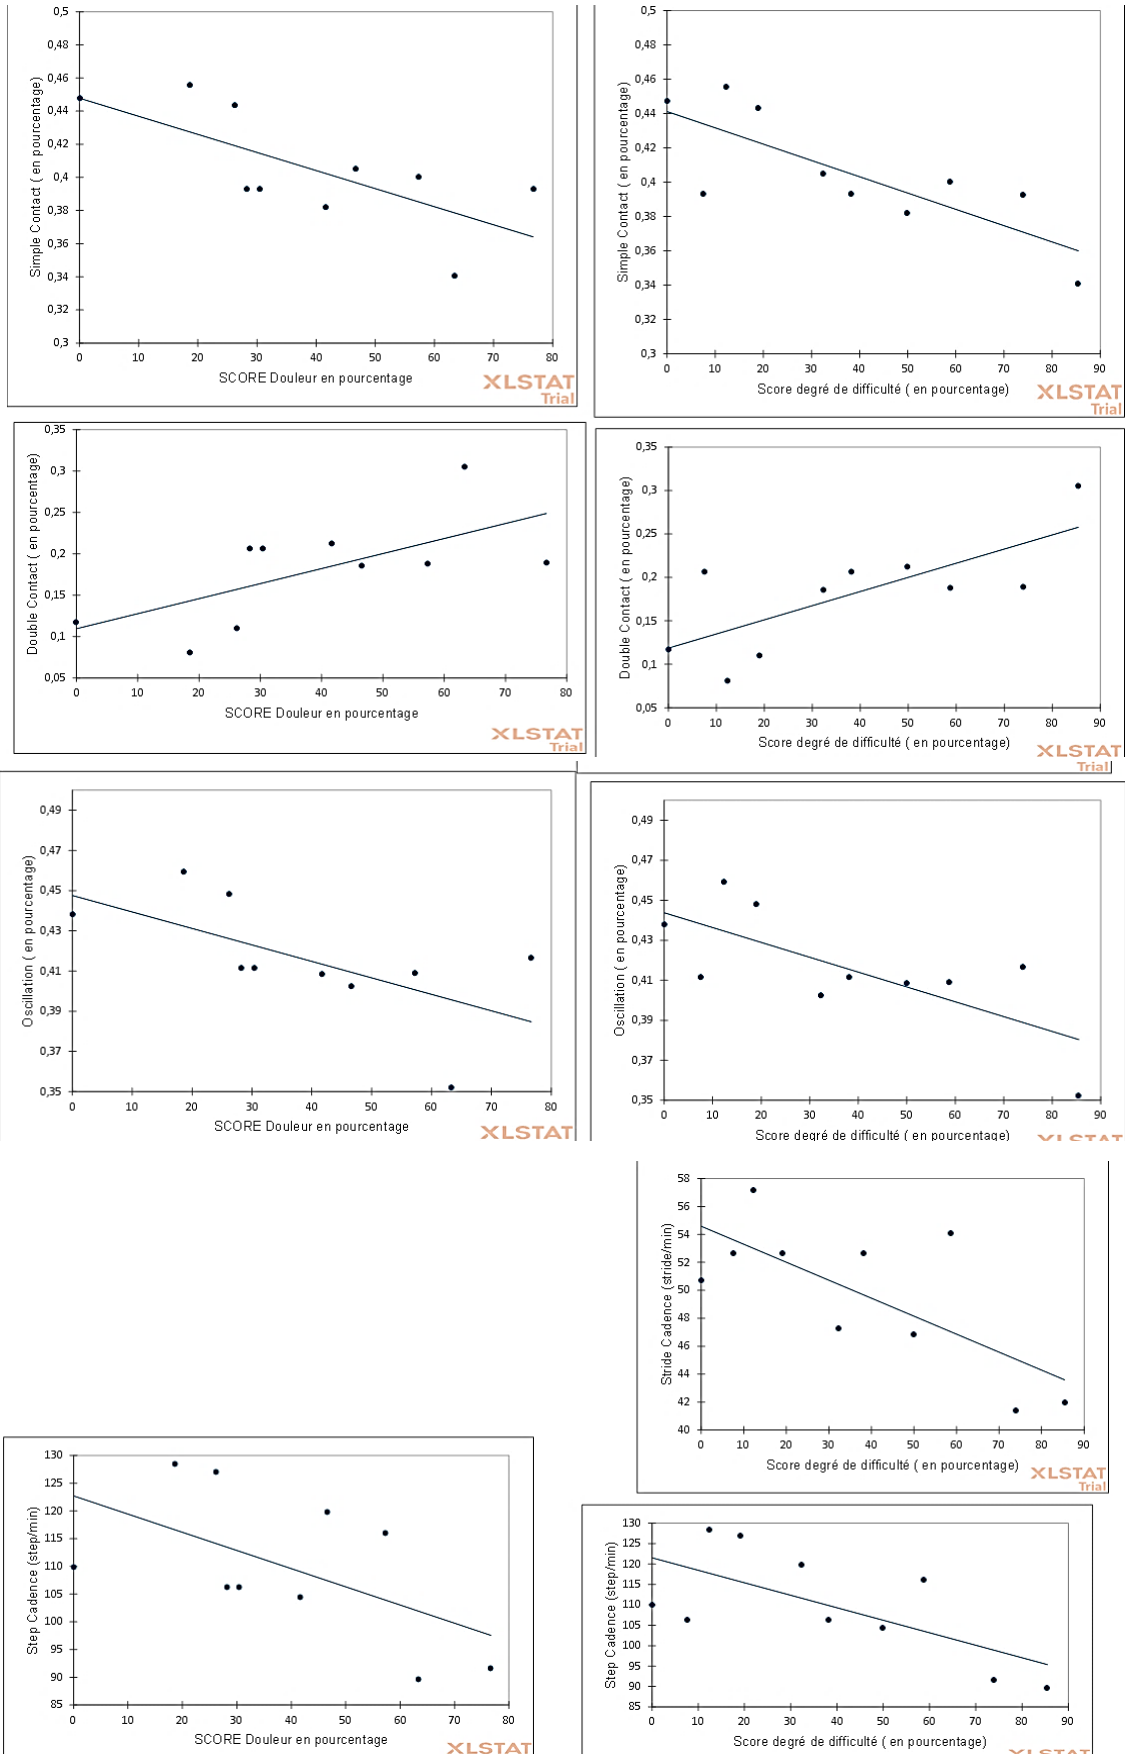 0,5
0,48
0,46
0,44
0,42
0,4
0,38
0,36
0,34
0,32
0,3
Simple Contact ( en pourcentage)
0 10 20 30 40 50 60 70 80
SCORE Douleur en pourcentage
XLSTAT
Trial
0,5
0,48
0,46
0,44
0,42
0,4
0,38
0,36
0,34
0,32
0,3
Simple Contact ( en pourcentage)
0 10 20 30 40 50 60 70 80 90
Score degré de difficulté ( en pourcentage)
XLSTAT
Trial
0,35
0,3
0,25
0,2
0,15
0,1
0,05
Double Contact ( en pourcentage)
0 10 20 30 40 50 60 70 80
SCORE Douleur en pourcentage
XLSTAT
Trial
0,35
0,3
0,25
0,2
0,15
0,1
0,05
Double Contact ( en pourcentage)
0 10 20 30 40 50 60 70 80 90
Score degré de difficulté ( en pourcentage)
XLSTAT
Trial
0,49
0,47
0,45
0,43
0,41
0,39
0,37
0,35
Oscillation ( en pourcentage)
0 10 20 30 40 50 60 70 80
SCORE Douleur en pourcentage
XLSTAT
0,49
0,47
0,45
0,43
0,41
0,39
0,37
0,35
Oscillation ( en pourcentage)
0 10 20 30 40 50 60 70 80 90
Score degré de difficulté ( en pourcentage)
XLSTAT
58
56
54
52
50
48
46
44
42
40
Stride Cadence (stride/min)
0 10 20 30 40 50 60 70 80 90
Score degré de difficulté ( en pourcentage)
XLSTAT
Trial
130
125
120
115
110
105
100
95
90
85
Step Cadence (step/min)
0 10 20 30 40 50 60 70 80
SCORE Douleur en pourcentage
XLSTAT
130
125
120
115
110
105
100
95
90
85
Step Cadence (step/min)
0 10 20 30 40 50 60 70 80 90
Score degré de difficulté ( en pourcentage)
XLSTAT